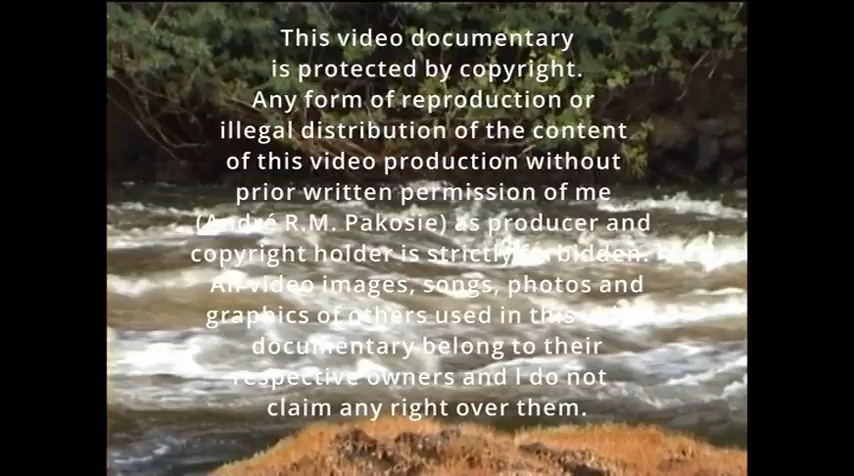 This video documentary
is protected by copyright.
Any form of reproduction or
illegal distribution of the content
of this video production without
prior written permission of me
(André R.M. Pakosie) as producer and
copyright holder is strictly forbidden.
All video images, songs, photos and
graphics of others used in this
documentary belong to their
respective owners and I do not
claim any right over them.